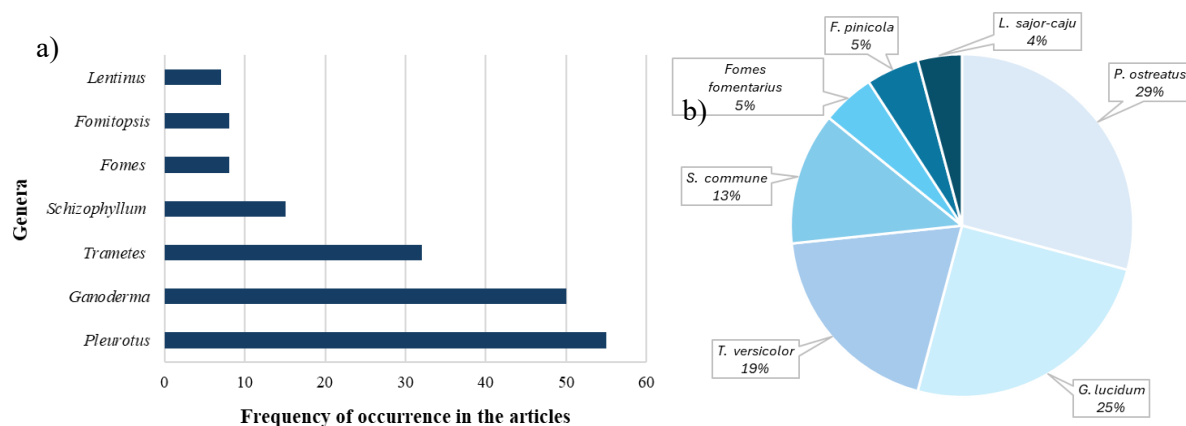 a)
Genera
Lentinus
Fomitopsis
Fomes
Schizophyllum
Trametes
Ganoderma
Pleurotus
0 10 20 30 40 50 60
Frequency of occurrence in the articles
b)
F. pinicola
5%
L. sajor-caju
4%
Fomes
fomentarius
5%
P. ostreatus
29%
S. commune
13%
T. versicolor
19%
G. lucidum
25%